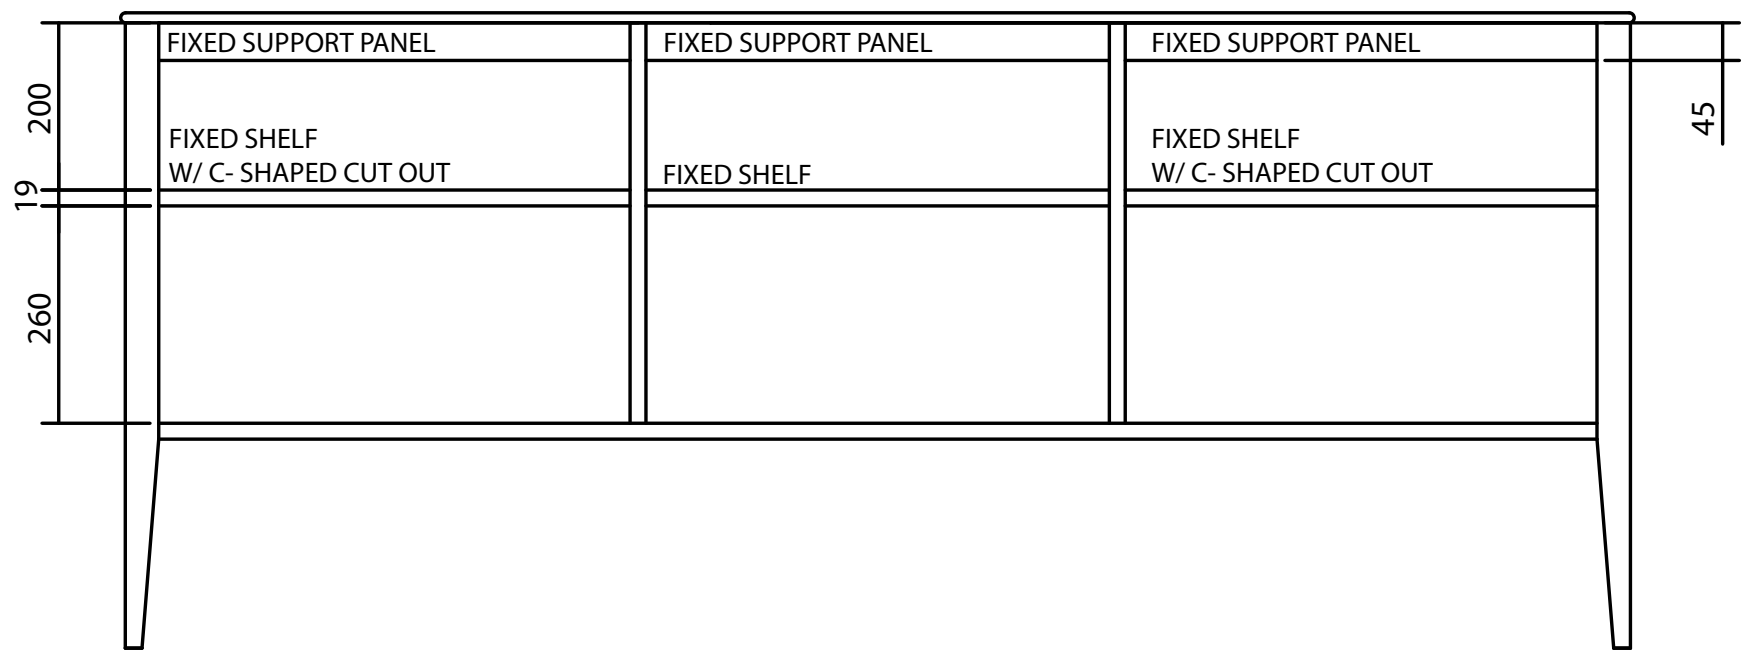 FIXED SUPPORT PANEL
FIXED SUPPORT PANEL
FIXED SUPPORT PANEL
200
45
FIXED SHELF
W/ C- SHAPED CUT OUT
FIXED SHELF
FIXED SHELF
W/ C- SHAPED CUT OUT
19
260